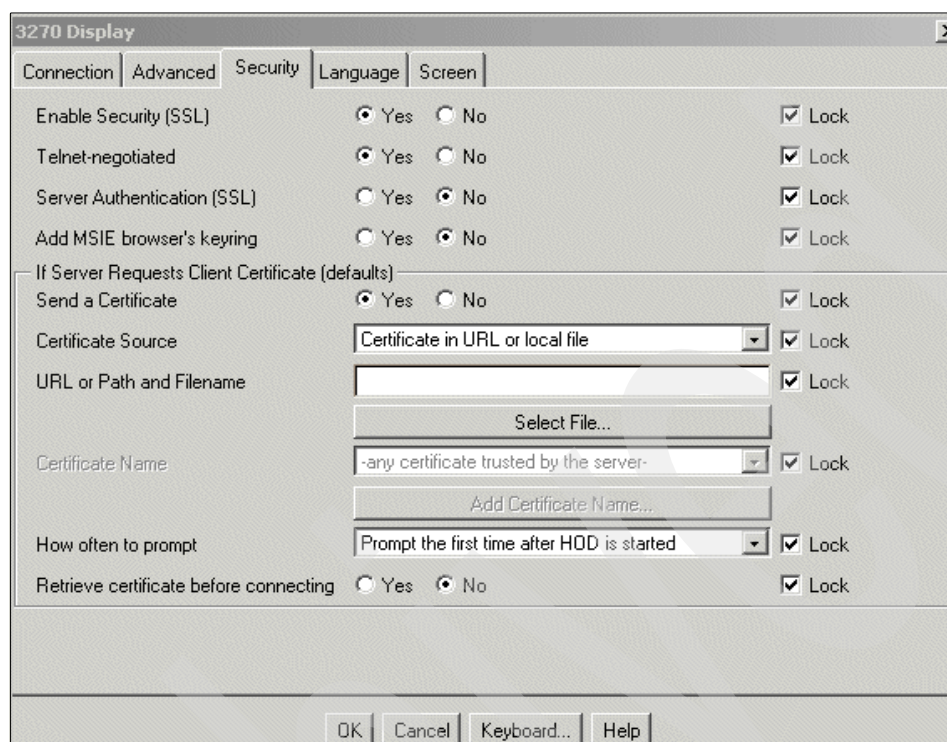 3270 Display
Connection Advanced Security Language Screen
Enable Security (SSL) Yes No Lock
Telnet-negotiated Yes No Lock
Server Authentication (SSL) Yes No Lock
Add MSIE browser's keyring Yes No Lock
If Server Requests Client Certificate (defaults)
Send a Certificate Yes No Lock
Certificate Source Certificate in URL or local file Lock
URL or Path and Filename Lock
Select File...
Certificate Name -any certificate trusted by the server- Lock
Add Certificate Name...
How often to prompt Prompt the first time after HOD is started Lock
Retrieve certificate before connecting Yes No Lock
OK Cancel Keyboard... Help